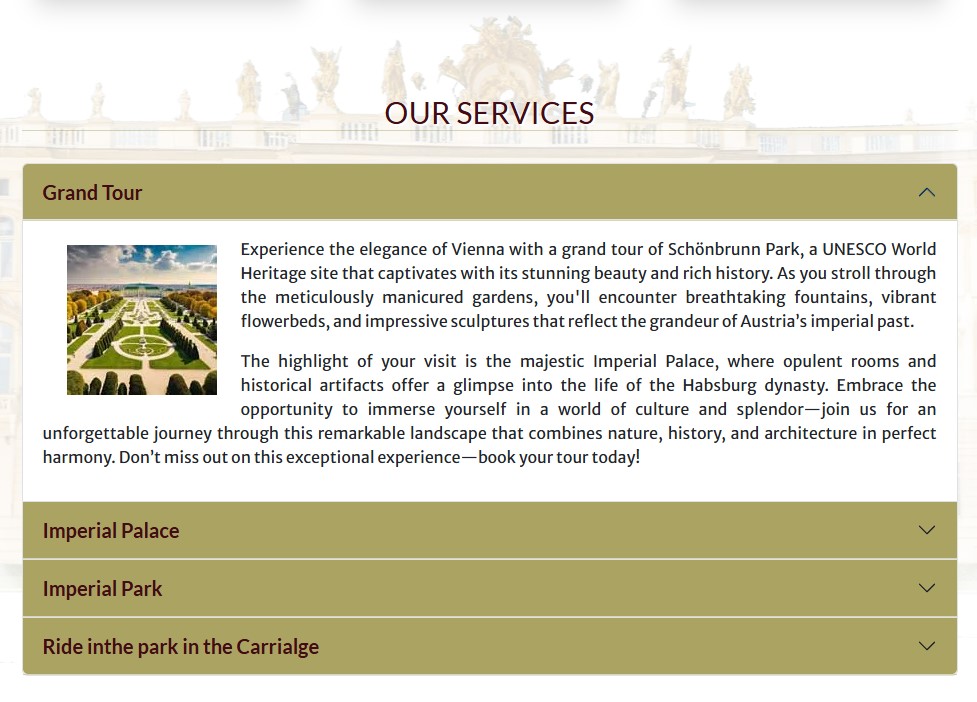 OUR SERVICES
Grand Tour
Experience the elegance of Vienna with a grand tour of Schönbrunn Park, a UNESCO World
Heritage site that captivates with its stunning beauty and rich history. As you stroll through
the meticulously manicured gardens, you'll encounter breathtaking fountains, vibrant
flowerbeds, and impressive sculptures that reflect the grandeur of Austria’s imperial past.
The highlight of your visit is the majestic Imperial Palace, where opulent rooms and
historical artifacts offer a glimpse into the life of the Habsburg dynasty. Embrace the
opportunity to immerse yourself in a world of culture and splendor—join us for an
unforgettable journey through this remarkable landscape that combines nature, history, and architecture in perfect
harmony. Don’t miss out on this exceptional experience—book your tour today!
Imperial Palace
Imperial Park
Ride inthe park in the Carrialge